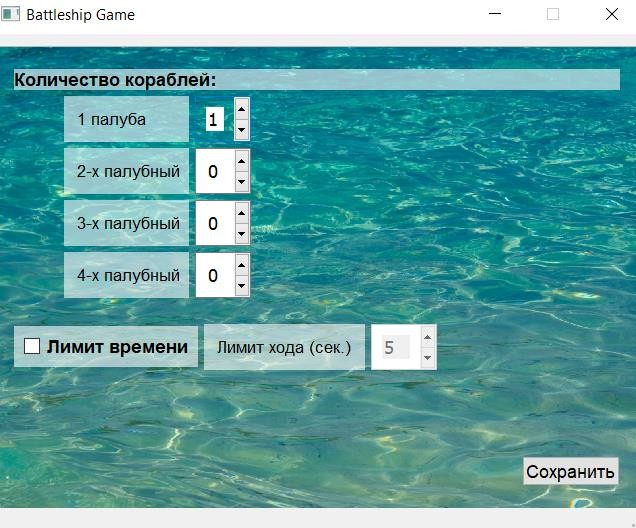 Battleship Game
Количество кораблей:
1 палуба 1
2-х палубный 0
3-х палубный 0
4-х палубный 0
Лимит времени Лимит хода (сек.) 5
Сохранить